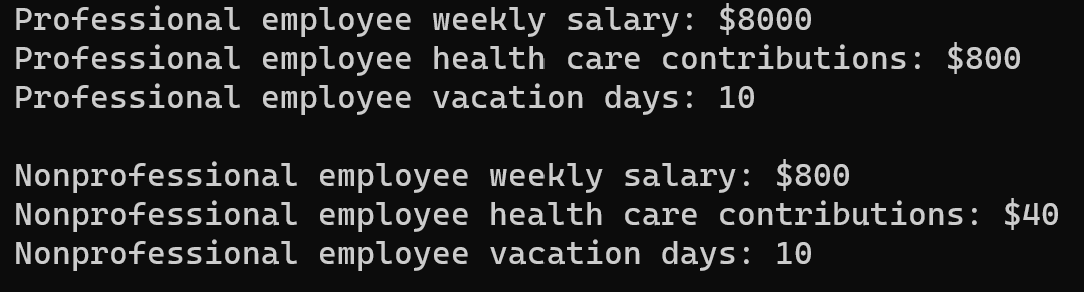 Professional employee weekly salary: $8000
Professional employee health care contributions: $800
Professional employee vacation days: 10
Nonprofessional employee weekly salary: $800
Nonprofessional employee health care contributions: $40
Nonprofessional employee vacation days: 10